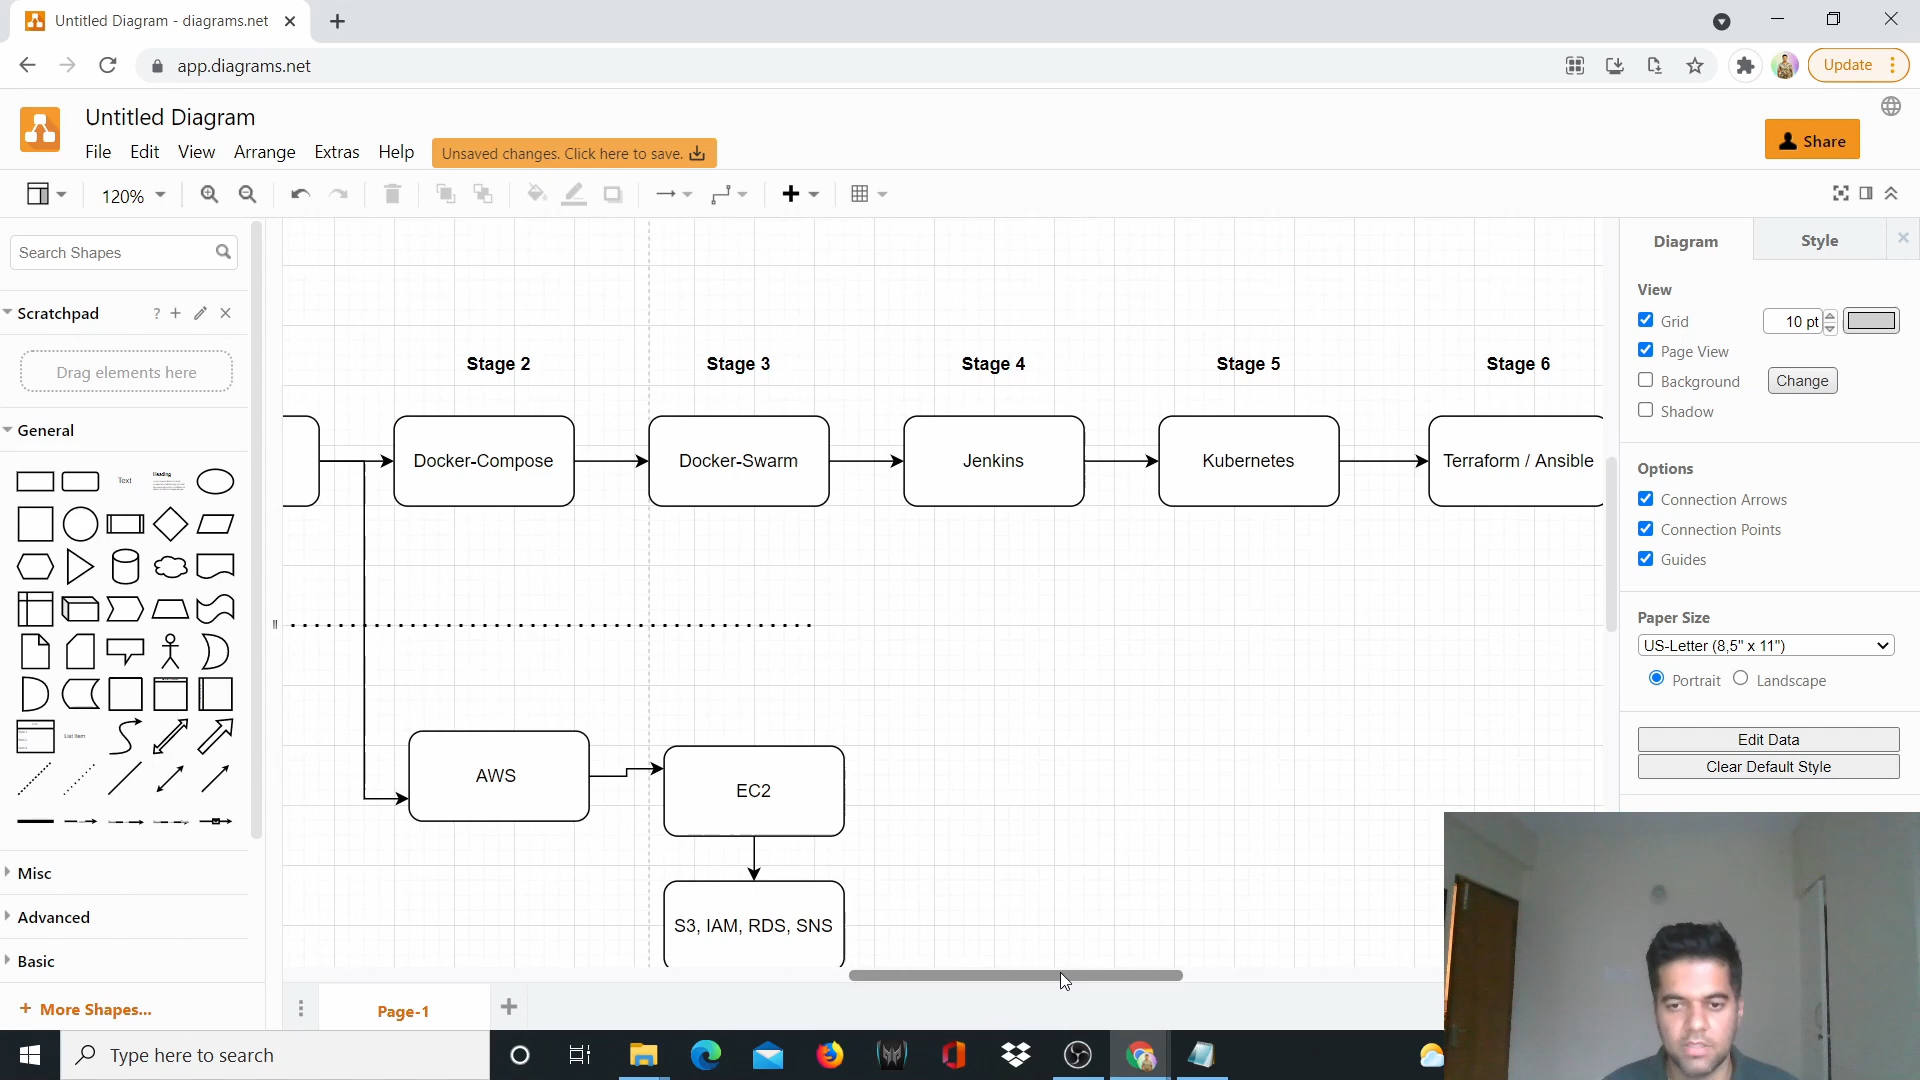 Untitled Diagram - diagrams.net
app.diagrams.net
Update
Untitled Diagram
File Edit View Arrange Extras Help
Unsaved changes. Click here to save.
Share
120%
Search Shapes
Scratchpad
?
Drag elements here
General
Text
Heading
List Item
Misc
Advanced
Basic
+ More Shapes...
Stage 2
Stage 3
Stage 4
Stage 5
Stage 6
Docker-Compose
Docker-Swarm
Jenkins
Kubernetes
Terraform / Ansible
AWS
EC2
S3, IAM, RDS, SNS
Diagram
Style
View
Grid
10 pt
Page View
Background
Change
Shadow
Options
Connection Arrows
Connection Points
Guides
Paper Size
US-Letter (8,5" x 11")
Portrait
Landscape
Edit Data
Clear Default Style
Page-1
Type here to search